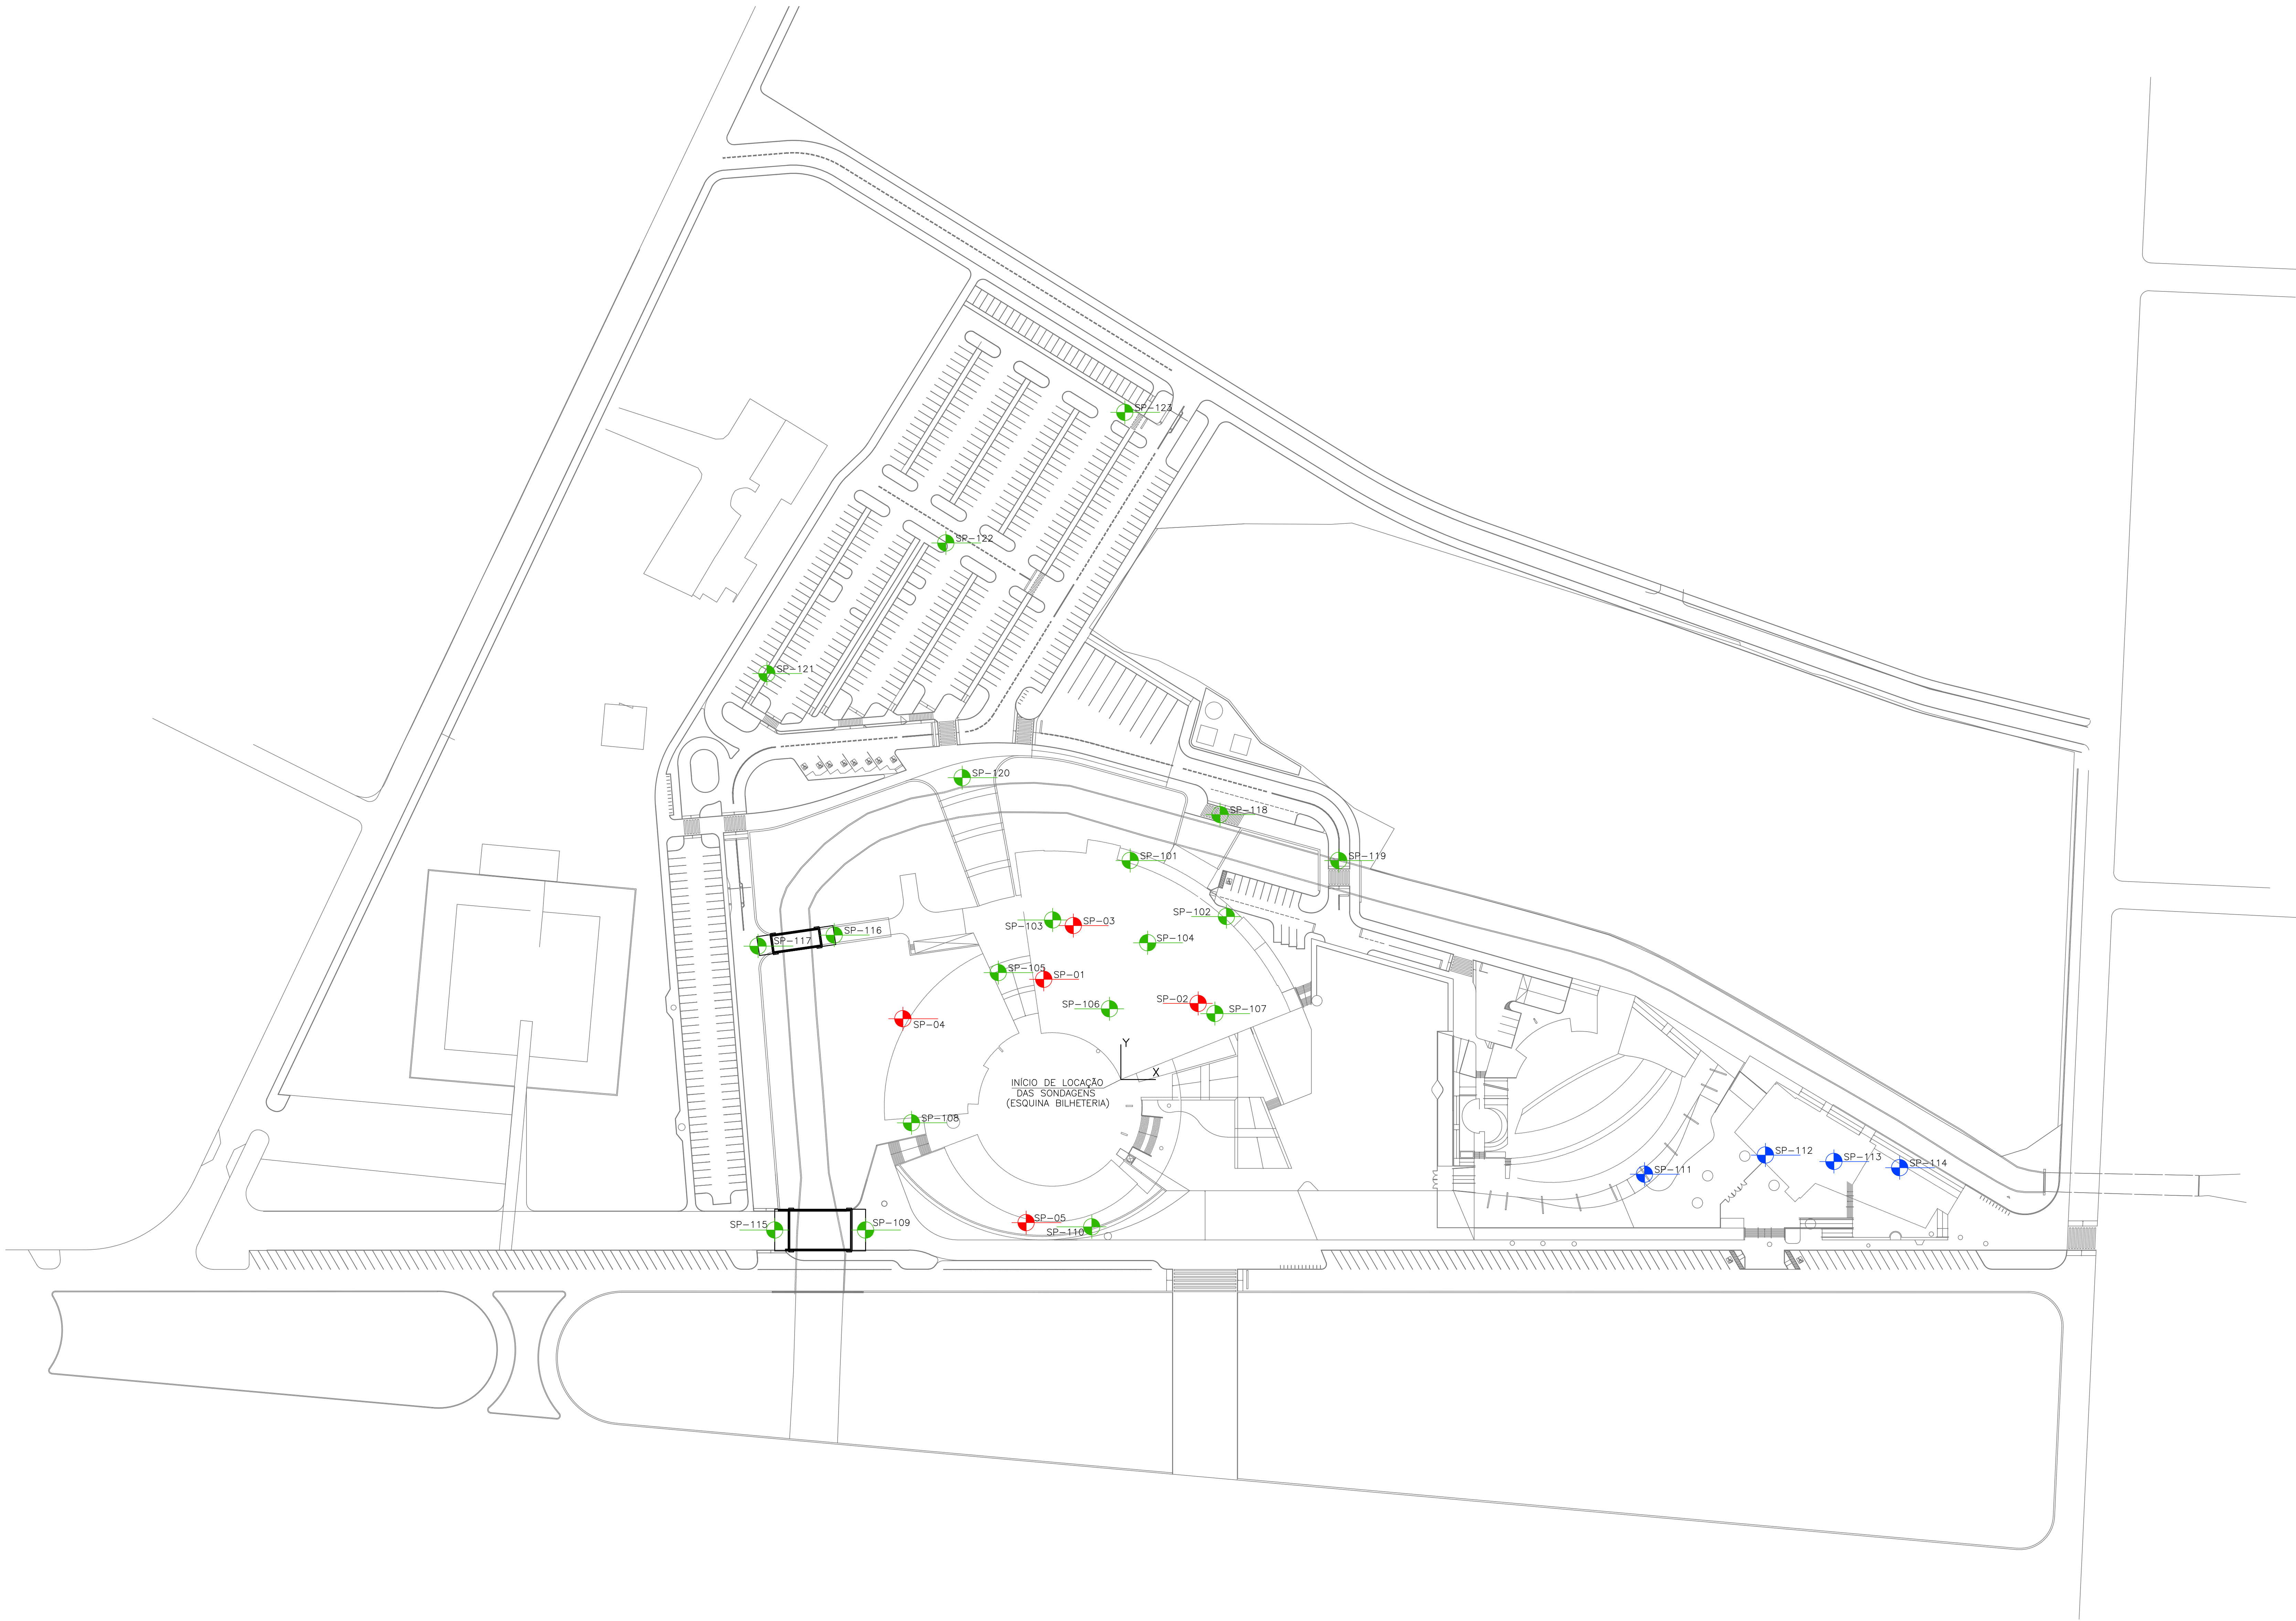 SP-123
SP-122
SP-121
SP-120
SP-118
SP-101
SP-119
SP-102
SP-103
SP-03
SP-116
SP-104
SP-117
SP-105
SP-01
SP-02
SP-106
SP-107
SP-04
Y
X
INÍCIO DE LOCAÇÃO
DAS SONDAGENS
(ESQUINA BILHETERIA)
SP-108
SP-112
SP-113
SP-114
SP-111
SP-05
SP-115
SP-109
SP-110